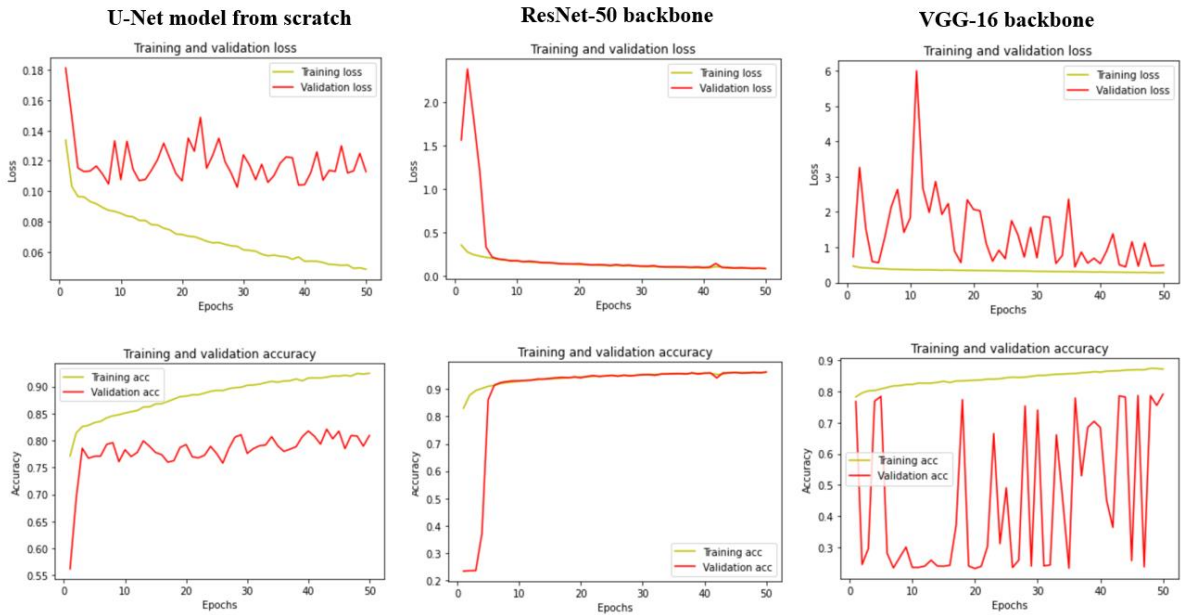 U-Net model from scratch
ResNet-50 backbone
VGG-16 backbone
Training and validation loss
Training loss
Validation loss
0.18
0.16
0.14
0.12
0.10
0.08
0.06
Loss
0
10
20
30
40
50
Epochs
Training and validation loss
Training loss
Validation loss
2.0
1.5
1.0
0.5
0.0
Loss
0
10
20
30
40
50
Epochs
Training and validation loss
Training loss
Validation loss
6
5
4
3
2
1
0
Loss
0
10
20
30
40
50
Epochs
Training and validation accuracy
Training acc
Validation acc
0.90
0.85
0.80
0.75
0.70
0.65
0.60
0.55
Accuracy
0
10
20
30
40
50
Epochs
Training and validation accuracy
0.9
0.8
0.7
0.6
0.5
0.4
0.3
0.2
Accuracy
Training acc
Validation acc
0
10
20
30
40
50
Epochs
Training and validation accuracy
0.9
0.8
0.7
0.6
0.5
0.4
0.3
Accuracy
Training acc
Validation acc
0
10
20
30
40
50
Epochs